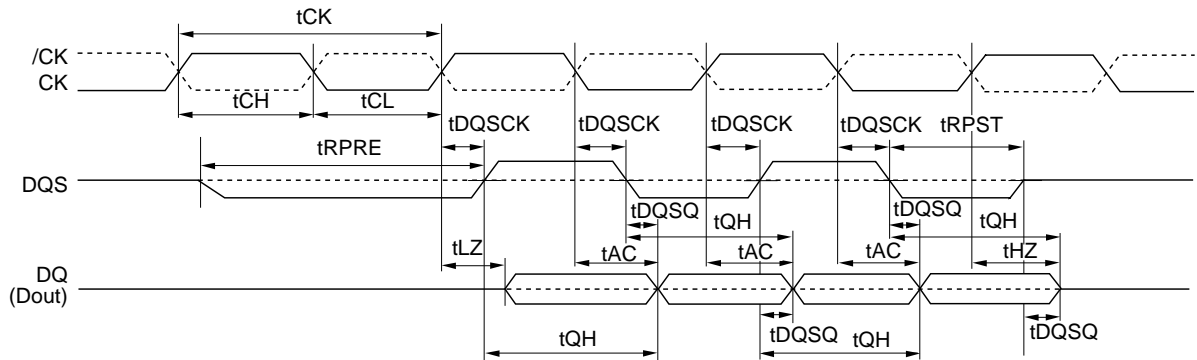 tCK
/CK
CK
tCH tCL
tDQSCK tDQSCK tDQSCK tDQSCK tRPST
tRPRE
DQS
tDQSQ tDQSQ
tQH tQH
tLZ tAC tAC tAC tHZ
DQ
(Dout)
tQH tDQSQ tQH tDQSQ